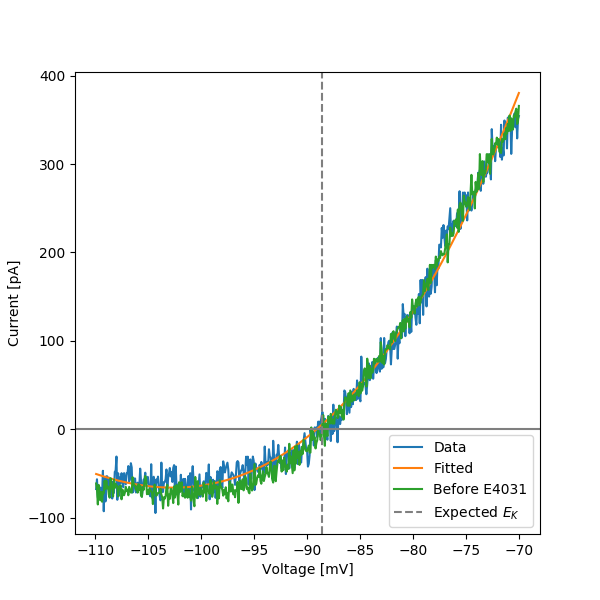 400
300
200
100
0
−100
−110
−105
−100
−95
−90
−85
−80
−75
−70
Current [pA]
Voltage [mV]
Data
Fitted
Before E4031
Expected E_K